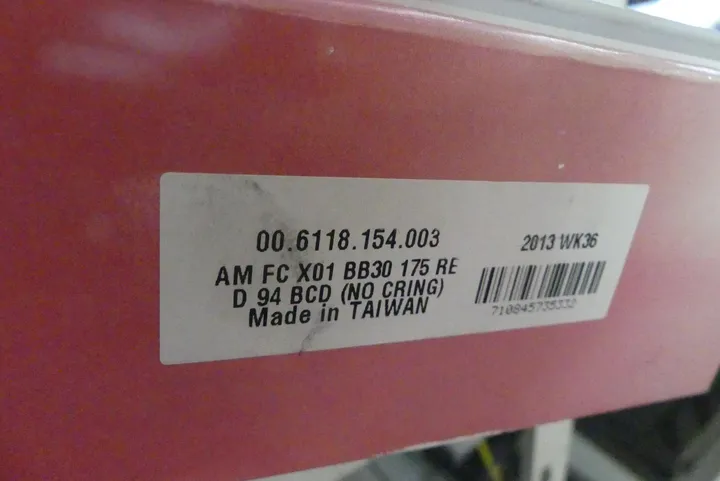 00.6118.154.003
2013 WK36
AM FC X01 BB30 175 RE
D 94 BCD (NO CRING)
Made in TAIWAN
710845735332